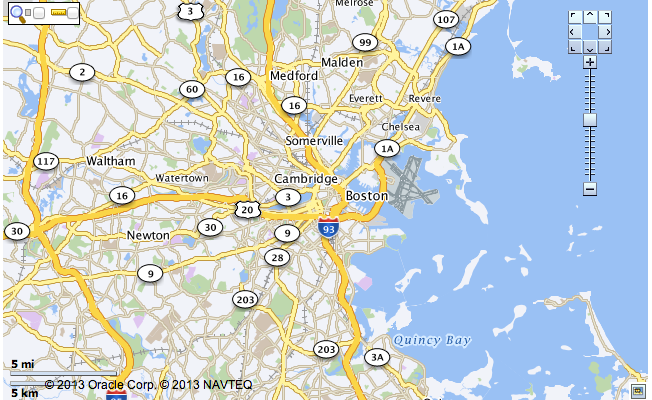 Melrose
3
107
99
1A
Malden
2
16
Medford
60
16
Everett
Revere
Chelsea
Somerville
1A
117
Waltham
Watertown
Cambridge
16
3
Boston
20
30
30
9
93
Newton
9
28
203
Quincy Bay
203
3A
5 mi
© 2013 Oracle Corp. © 2013 NAVTEQ
5 km